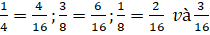 1/4 = 4/16 ; 3/8 = 6/16 ; 1/8 = 2/16 và 3/16